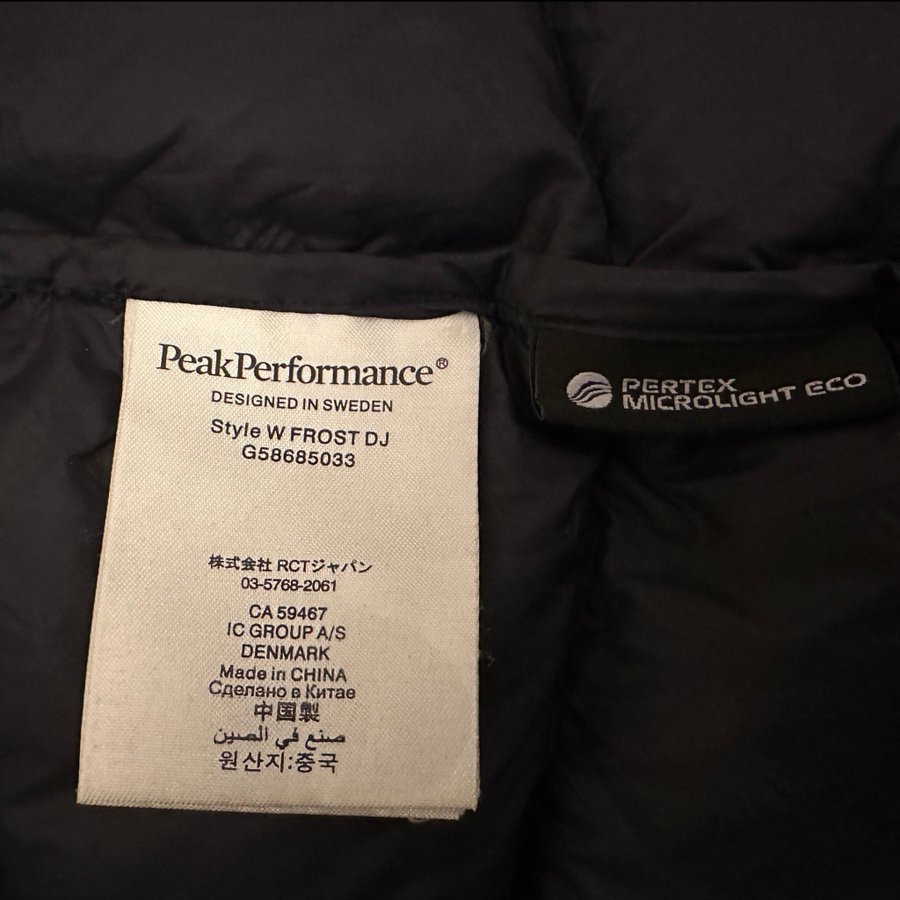 PeakPerformance®
DESIGNED IN SWEDEN
Style W FROST DJ
G58685033
株式会社 RCTジャパン
03-5768-2061
CA 59467
IC GROUP A/S
DENMARK
Made in CHINA
Сделано в Китае
中国製
صنع في الصين
원산지:중국
PERTEX
MICROLIGHT ECO